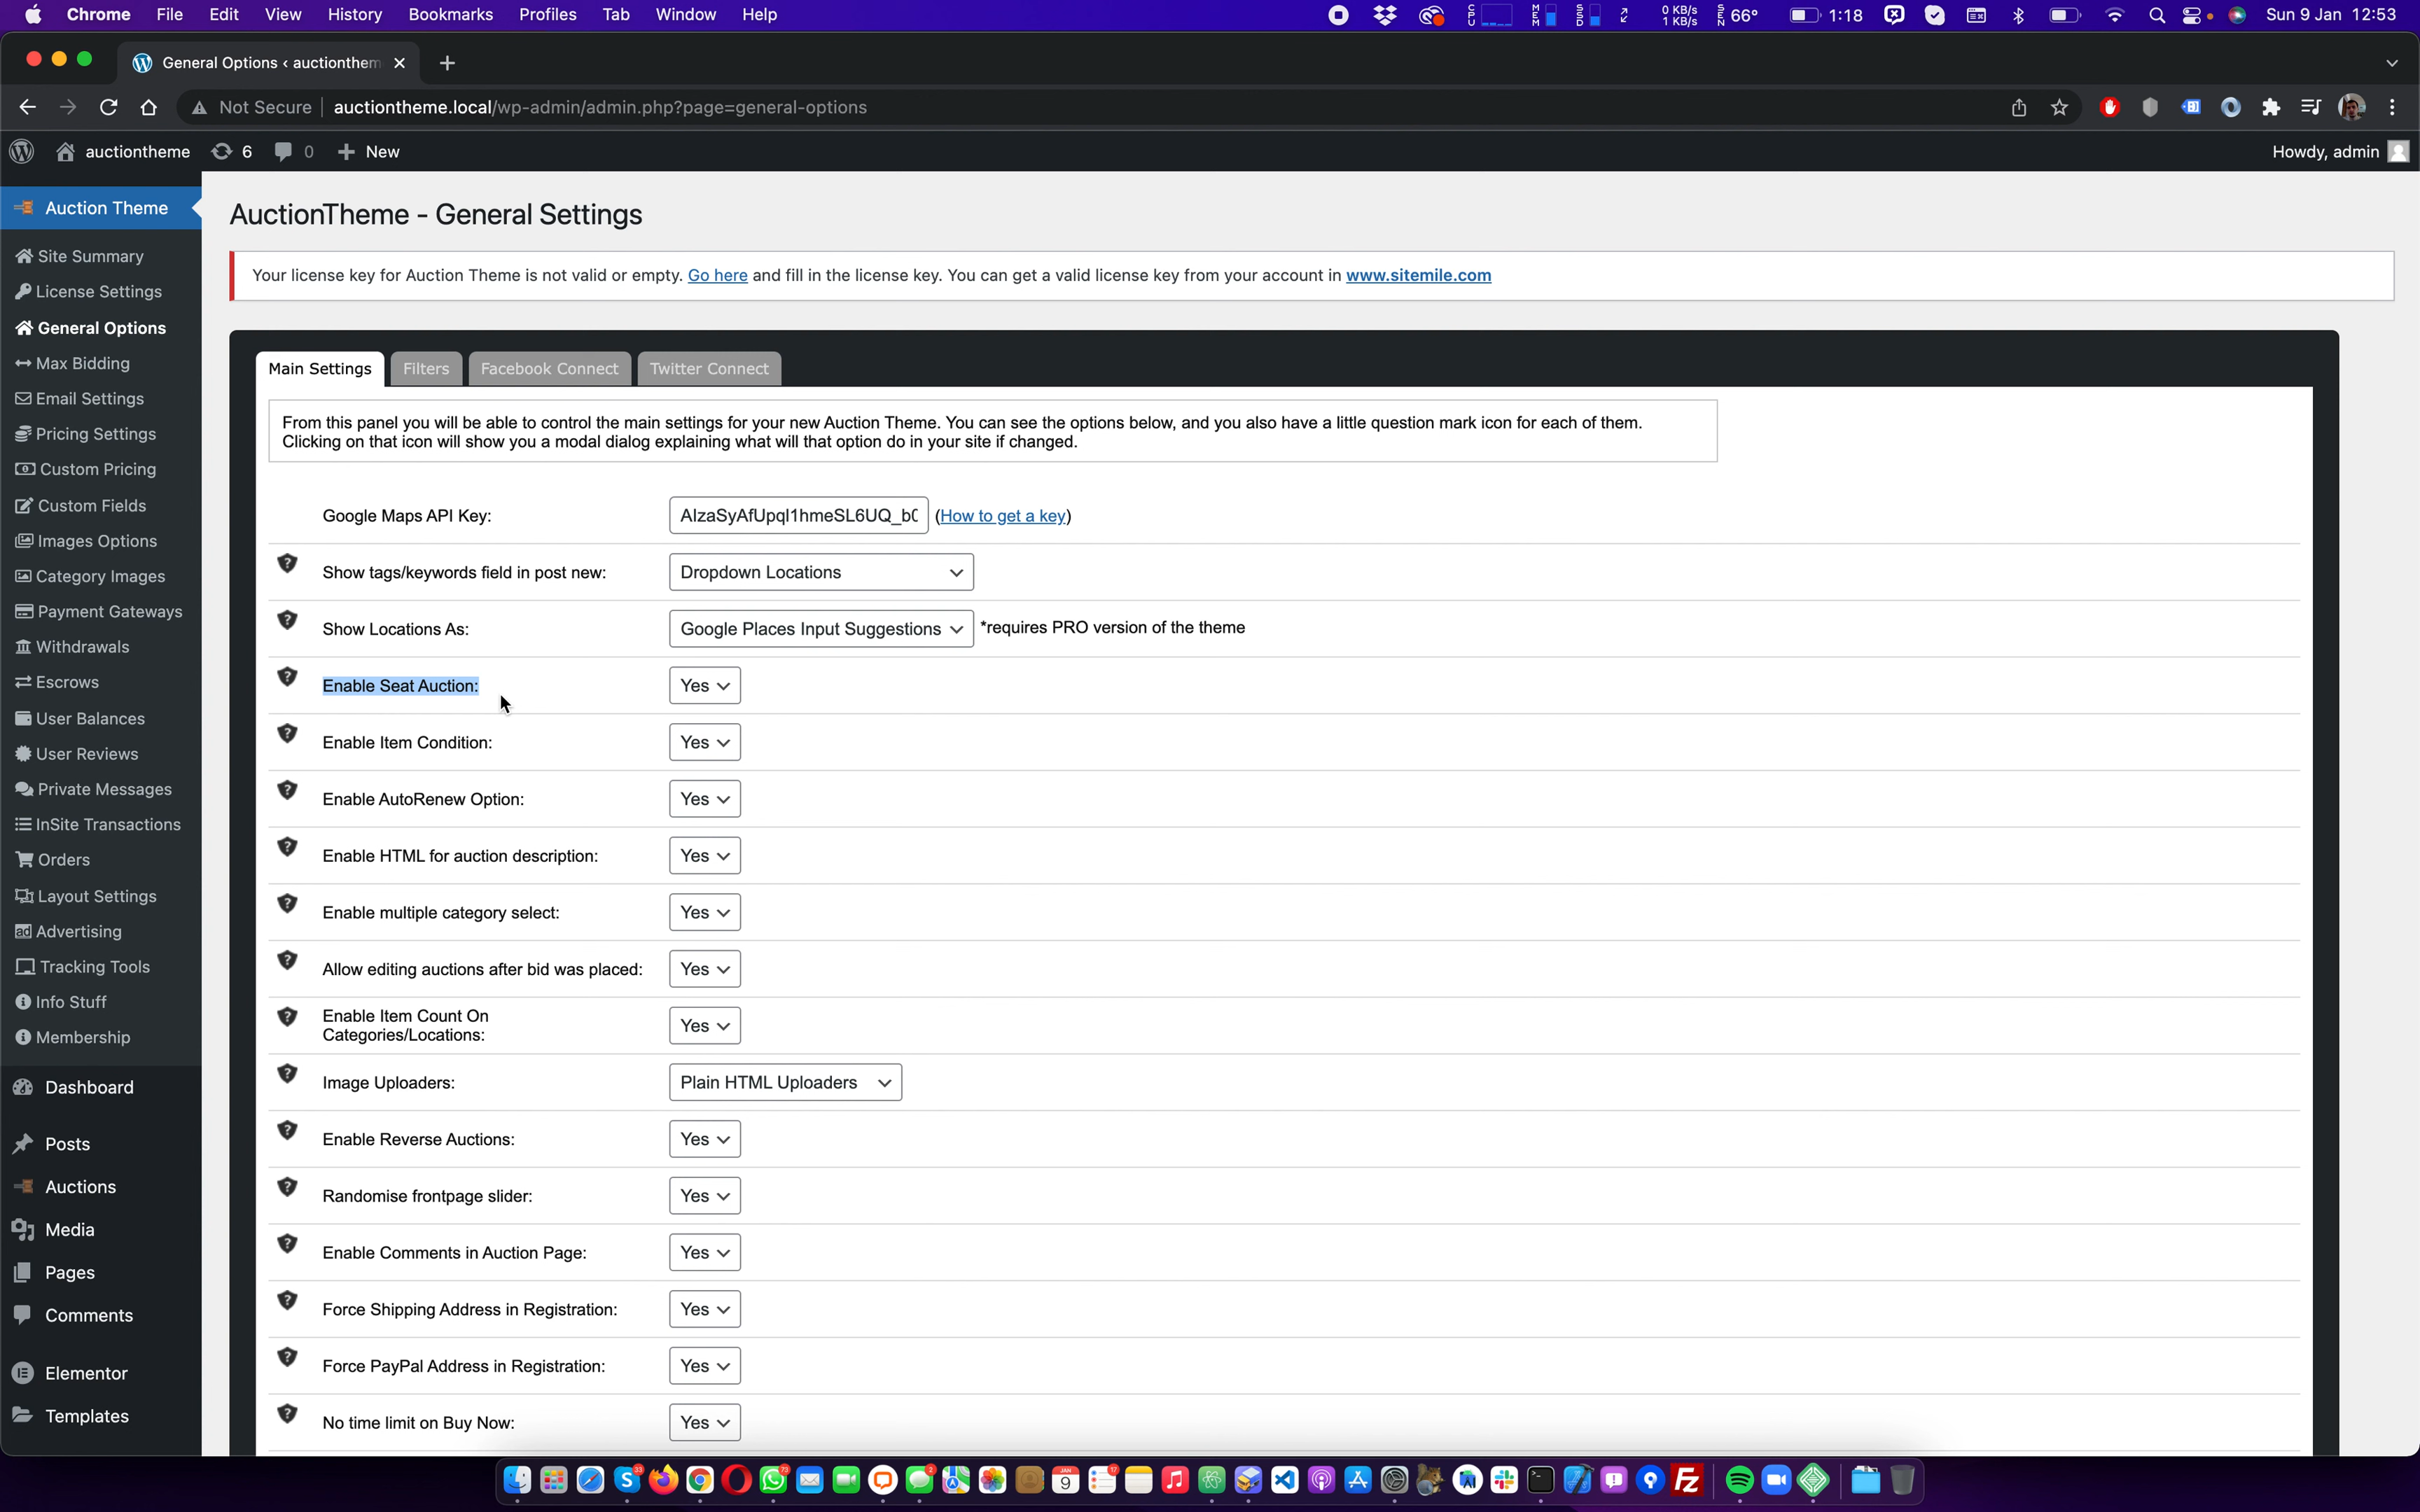 Chrome File Edit View History Bookmarks Profiles Tab Window Help
CPU MEM SSD 0 KB/s 1 KB/s SEN 66° 1:18 Sun 9 Jan 12:53
General Options ‹ auctionthem
Not Secure auctiontheme.local/wp-admin/admin.php?page=general-options
auctiontheme 6 0 New Howdy, admin
Auction Theme
Site Summary
License Settings
General Options
Max Bidding
Email Settings
Pricing Settings
Custom Pricing
Custom Fields
Images Options
Category Images
Payment Gateways
Withdrawals
Escrows
User Balances
User Reviews
Private Messages
InSite Transactions
Orders
Layout Settings
Advertising
Tracking Tools
Info Stuff
Membership
Dashboard
Posts
Auctions
Media
Pages
Comments
Elementor
Templates
AuctionTheme - General Settings
Your license key for Auction Theme is not valid or empty. Go here and fill in the license key. You can get a valid license key from your account in www.sitemile.com
Main Settings Filters Facebook Connect Twitter Connect
From this panel you will be able to control the main settings for your new Auction Theme. You can see the options below, and you also have a little question mark icon for each of them.
Clicking on that icon will show you a modal dialog explaining what will that option do in your site if changed.
Google Maps API Key: (How to get a key)
Show tags/keywords field in post new: Dropdown Locations
Show Locations As: Google Places Input Suggestions *requires PRO version of the theme
Enable Seat Auction: Yes
Enable Item Condition: Yes
Enable AutoRenew Option: Yes
Enable HTML for auction description: Yes
Enable multiple category select: Yes
Allow editing auctions after bid was placed: Yes
Enable Item Count On
Categories/Locations: Yes
Image Uploaders: Plain HTML Uploaders
Enable Reverse Auctions: Yes
Randomise frontpage slider: Yes
Enable Comments in Auction Page: Yes
Force Shipping Address in Registration: Yes
Force PayPal Address in Registration: Yes
No time limit on Buy Now: Yes